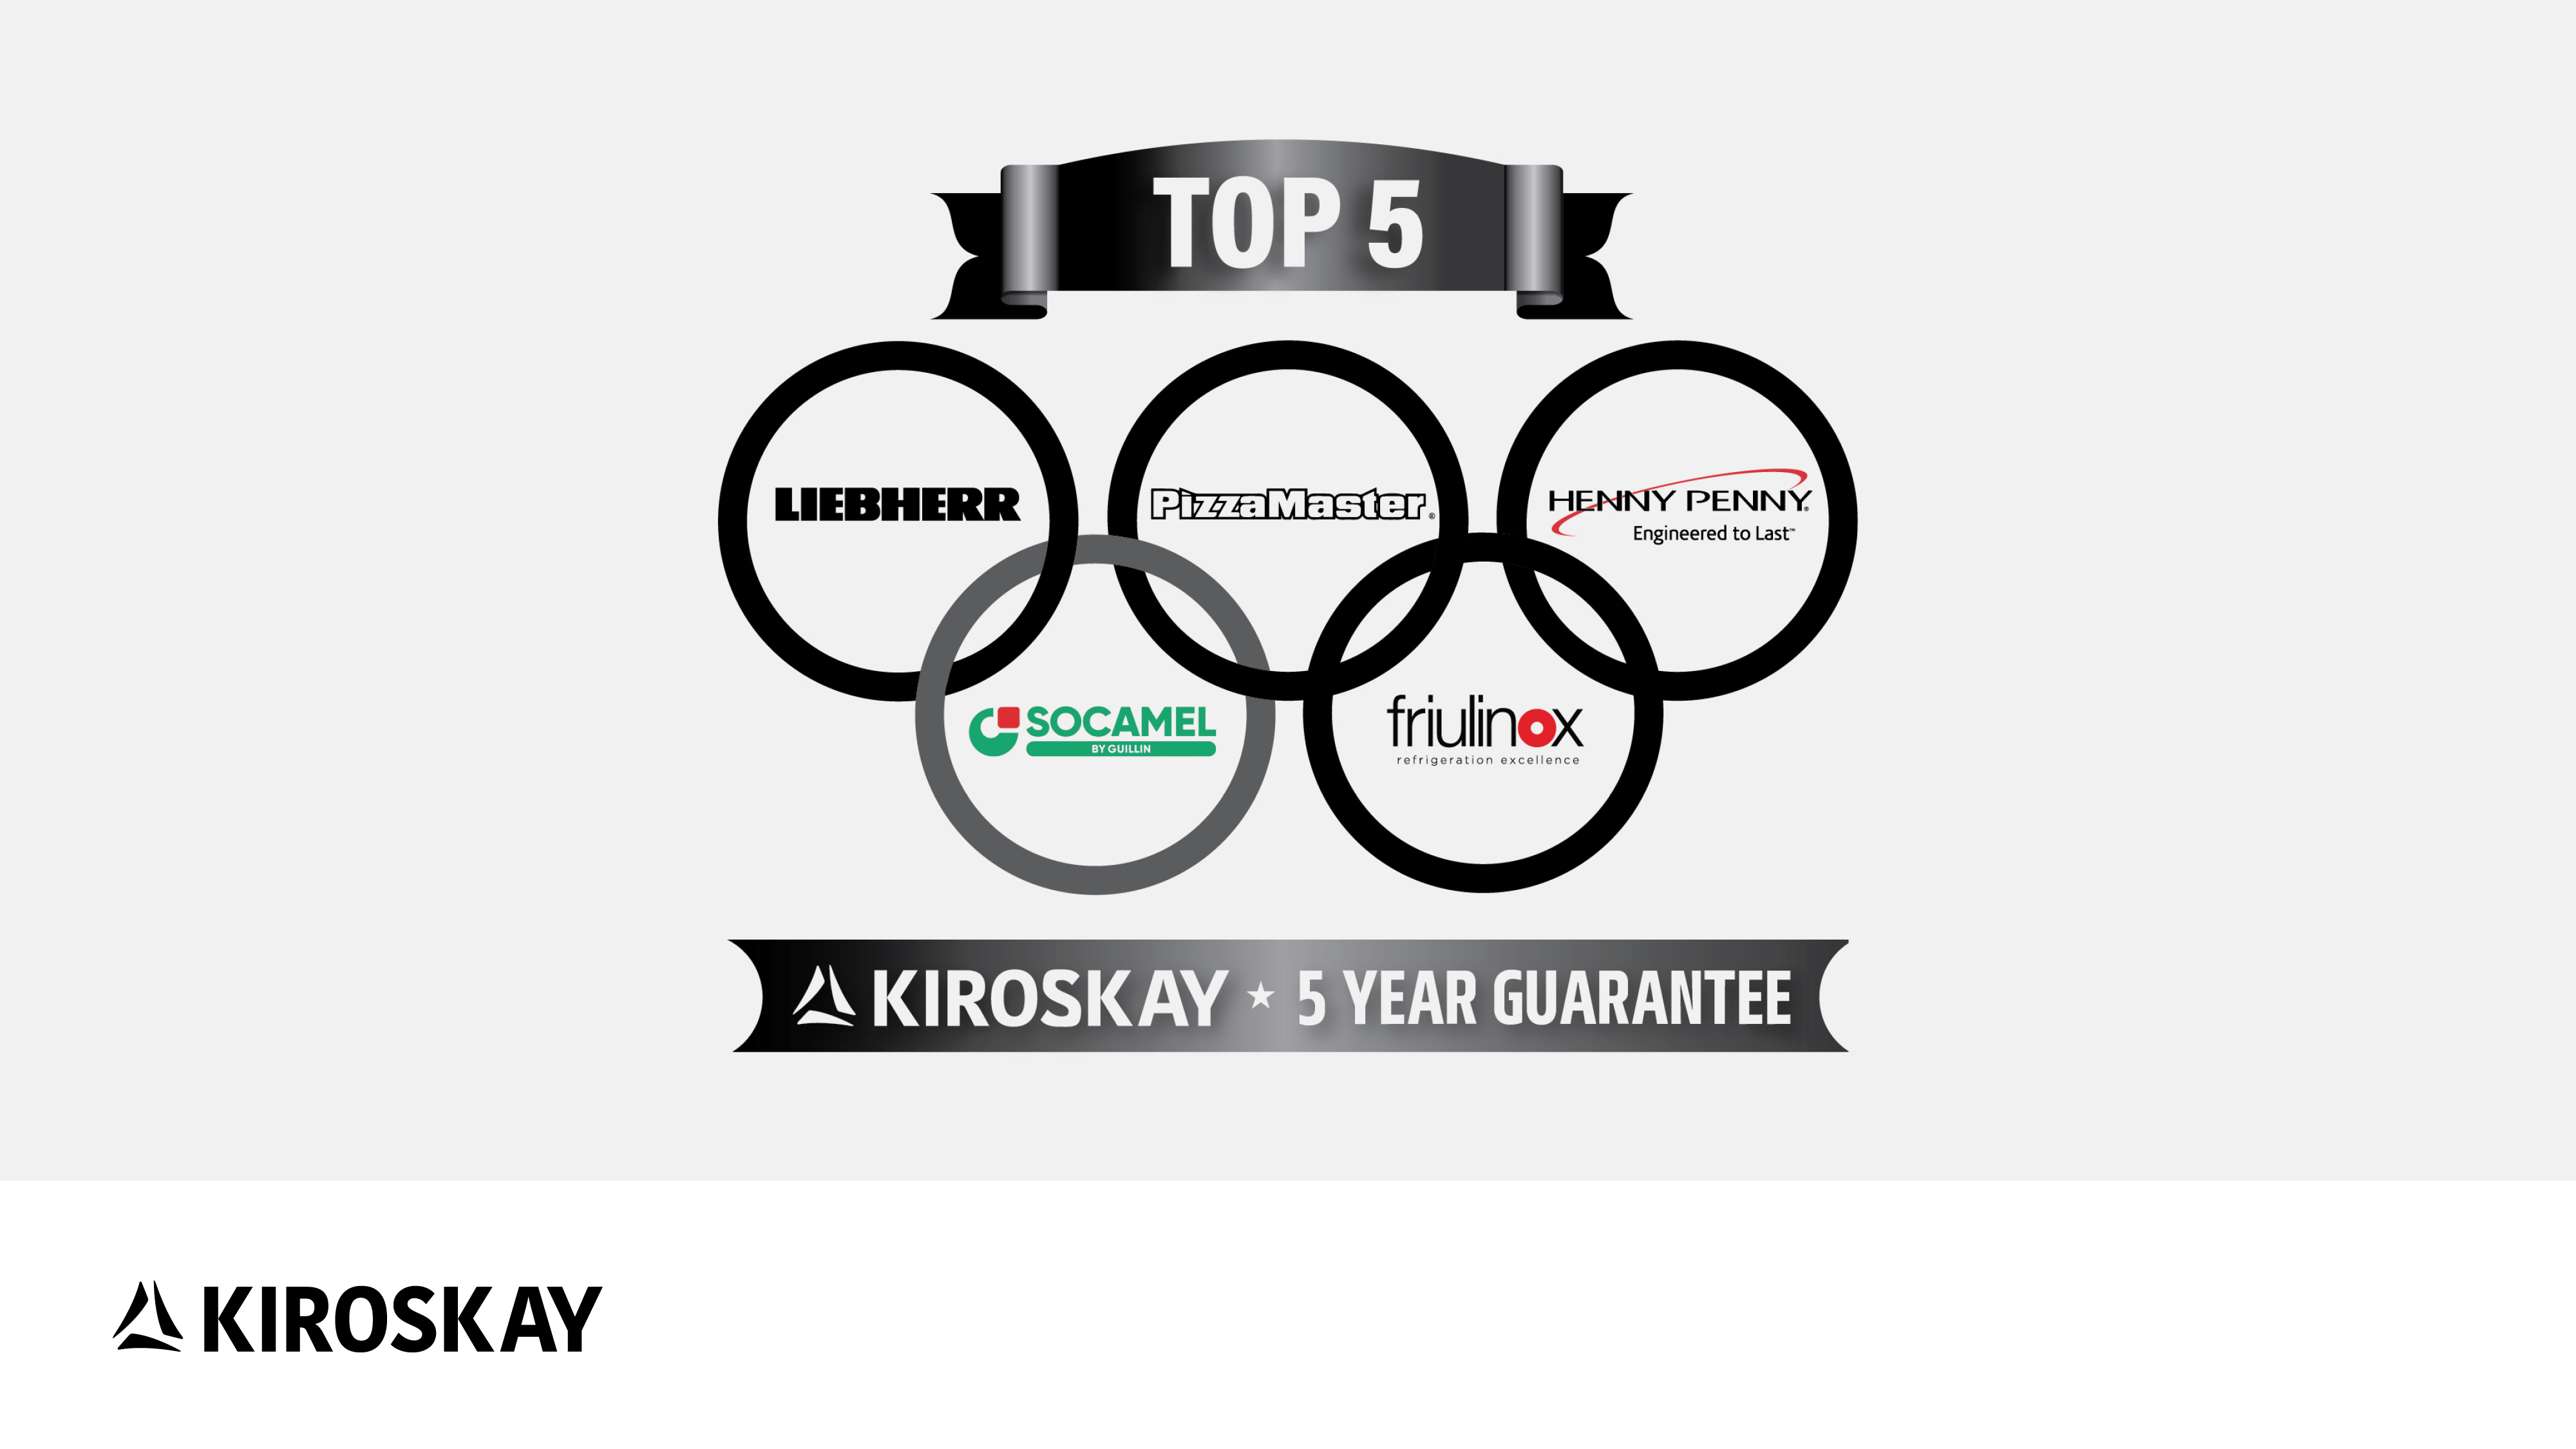 TOP 5
LIEBHERR
PizzaMaster®
HENNY PENNY®
Engineered to Last™
SOCAMEL
BY GUILLIN
friulinox
refrigeration excellence
KIROSKAY ★ 5 YEAR GUARANTEE
KIROSKAY